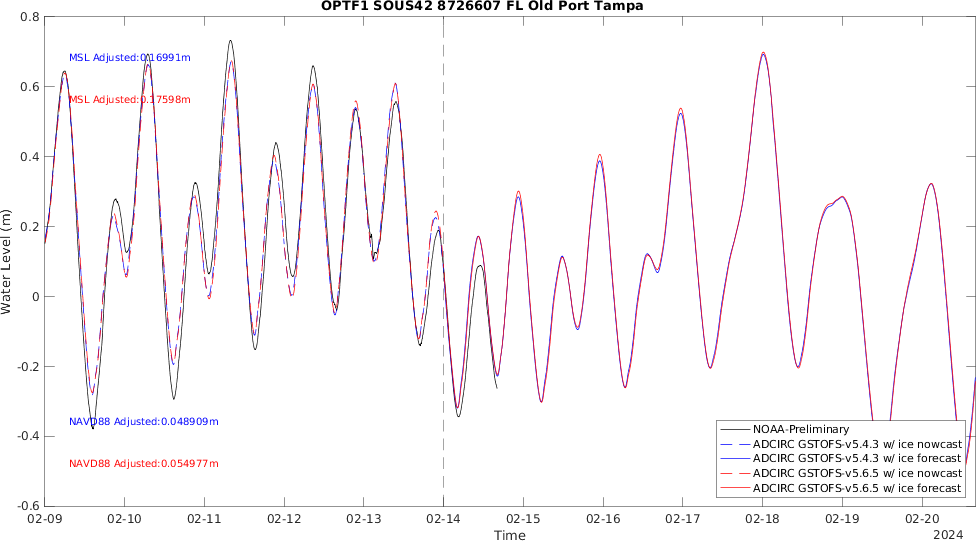 OPTF1 SOUS42 8726607 FL Old Port Tampa
0.8
0.6
0.4
0.2
0
-0.2
-0.4
-0.6
Water Level (m)
MSL Adjusted:0.16991m
MSL Adjusted:0.17598m
NAVD88 Adjusted:0.048909m
NAVD88 Adjusted:0.054977m
NOAA-Preliminary
ADCIRC GSTOFS-v5.4.3 w/ ice nowcast
ADCIRC GSTOFS-v5.4.3 w/ ice forecast
ADCIRC GSTOFS-v5.6.5 w/ ice nowcast
ADCIRC GSTOFS-v5.6.5 w/ ice forecast
02-09 02-10 02-11 02-12 02-13 02-14 02-15 02-16 02-17 02-18 02-19 02-20
Time
2024